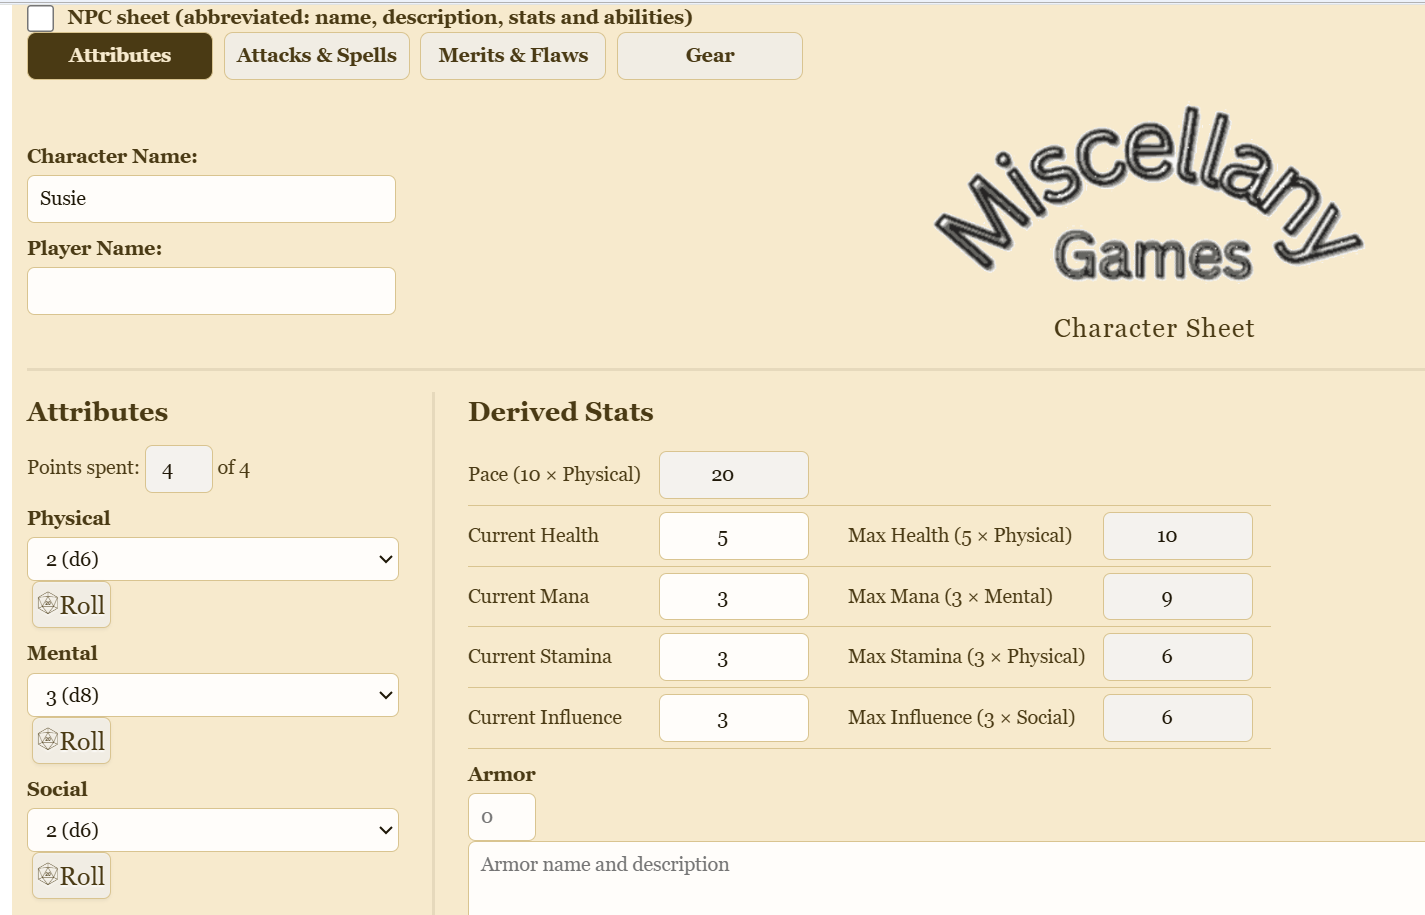 NPC sheet (abbreviated: name, description, stats and abilities)
Attributes
Attacks & Spells
Merits & Flaws
Gear
Character Name:
Susie
Player Name:
Miscellany
Games
Character Sheet
Attributes
Points spent: 4 of 4
Physical
2 (d6)
Roll
Mental
3 (d8)
Roll
Social
2 (d6)
Roll
Derived Stats
Pace (10 × Physical) 20
Current Health 5 Max Health (5 × Physical) 10
Current Mana 3 Max Mana (3 × Mental) 9
Current Stamina 3 Max Stamina (3 × Physical) 6
Current Influence 3 Max Influence (3 × Social) 6
Armor
0
Armor name and description